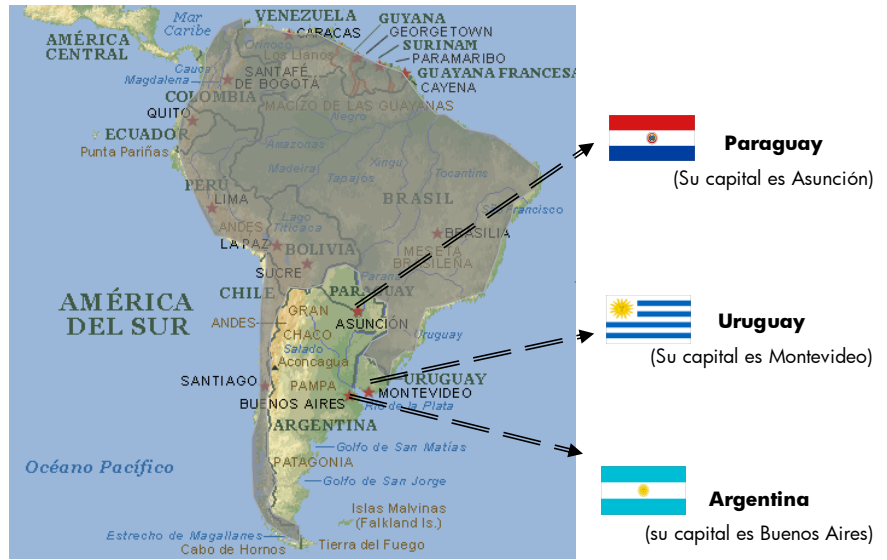 Mar
Caribe
AMÉRICA
CENTRAL
VENEZUELA
CARACAS
GUYANA
GEORGETOWN
SURINAM
PARAMARIBO
GUAYANA FRANCESA
CAYENA
Orinoco
Los Llanos
Cauca
Magdalena
SANTAFÉ
DE BOGOTÁ
COLOMBIA
MACIZO DE LAS GUAYANAS
QUITO
ECUADOR
Punta Pariñas
Negro
Amazonas
Madeira
Tapajos
Xingu
Tocantins
PERÚ
LIMA
BRASIL
São Francisco
ANDES
Lago
Titicaca
LA PAZ
BOLIVIA
SUCRE
BRASILIA
MESETA
BRASILEÑA
Parana
CHILE
PARAGUAY
AMÉRICA
DEL SUR
ANDES
GRAN
CHACO
ASUNCIÓN
Salado
Aconcagua
Uruguay
SANTIAGO
PAMPA
URUGUAY
MONTEVIDEO
BUENOS AIRES
Río de la Plata
ARGENTINA
Golfo de San Matías
PATAGONIA
Golfo de San Jorge
Océano Pacífico
Islas Malvinas
(Falkland Is.)
Estrecho de Magallanes
Cabo de Hornos
Tierra del Fuego
Paraguay
(Su capital es Asunción)
Uruguay
(Su capital es Montevideo)
Argentina
(su capital es Buenos Aires)